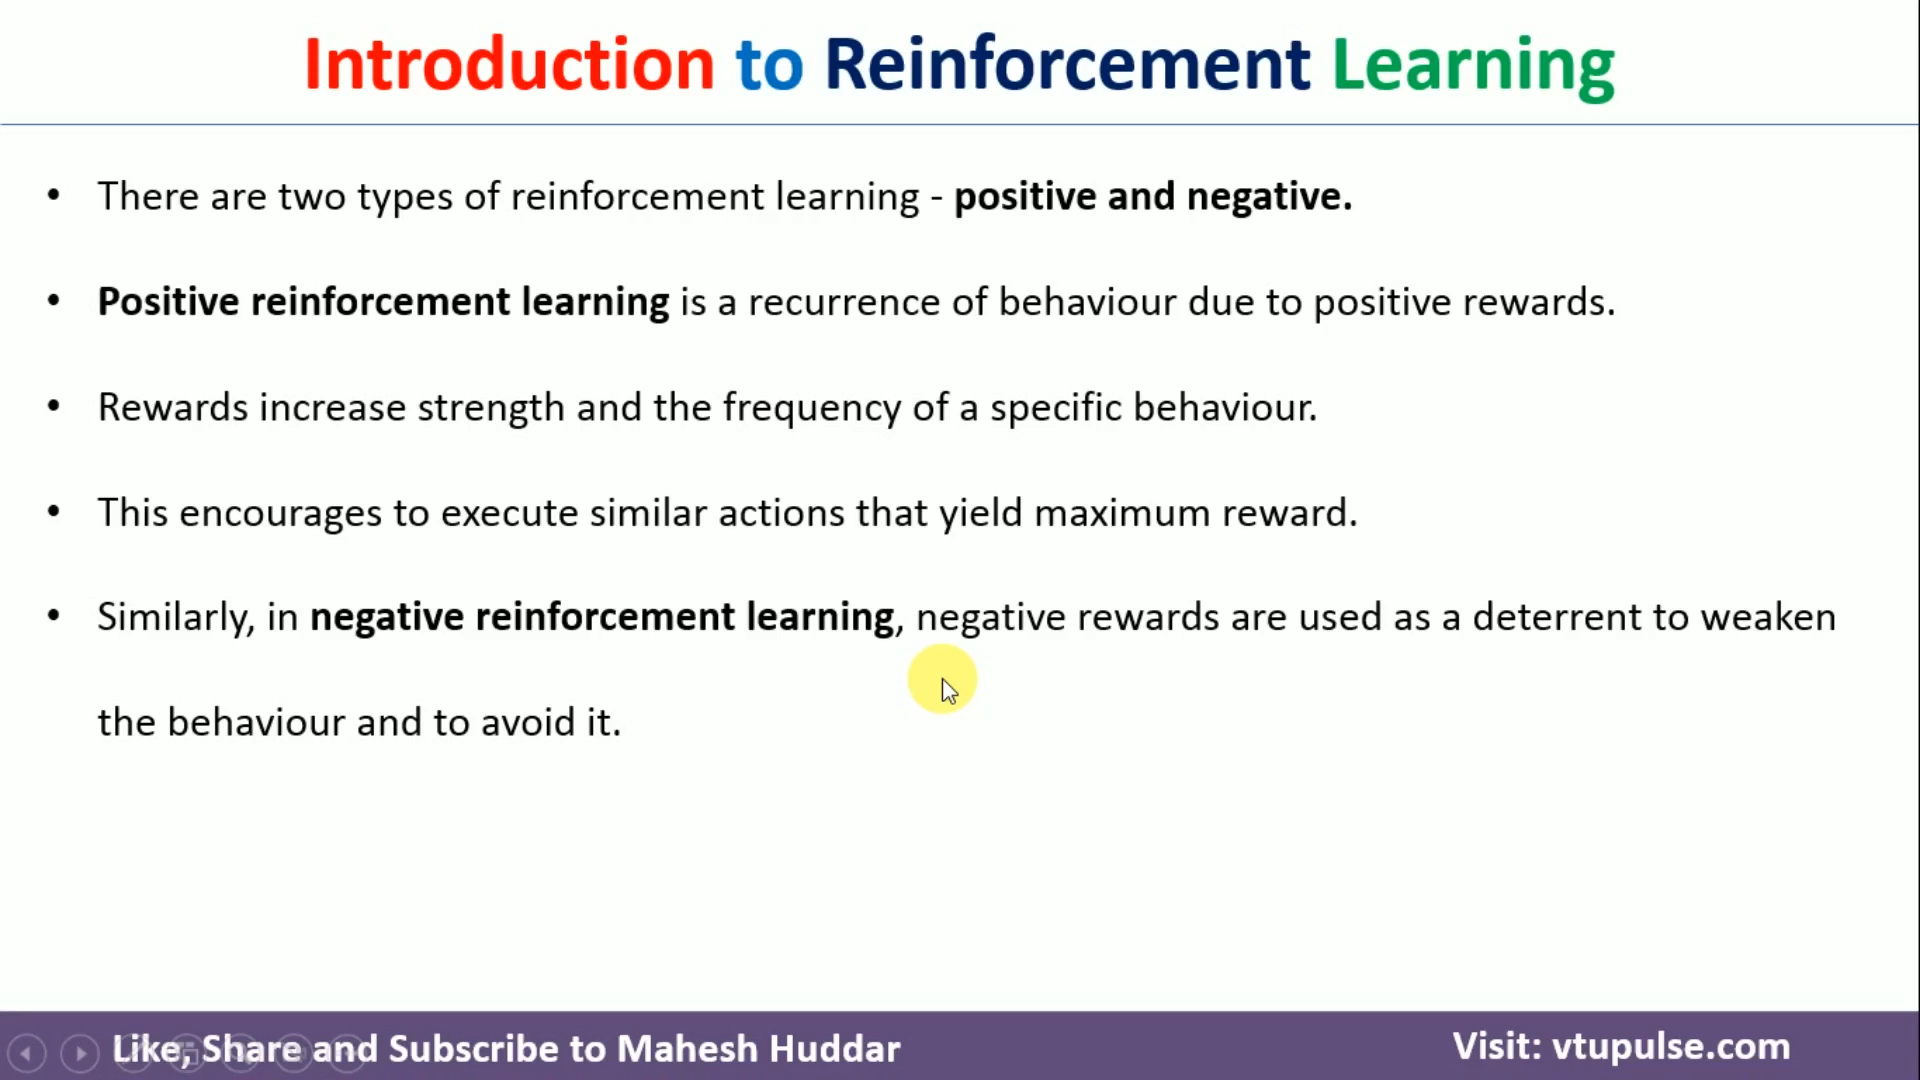 Introduction to Reinforcement Learning
• There are two types of reinforcement learning - positive and negative.
• Positive reinforcement learning is a recurrence of behaviour due to positive rewards.
• Rewards increase strength and the frequency of a specific behaviour.
• This encourages to execute similar actions that yield maximum reward.
• Similarly, in negative reinforcement learning, negative rewards are used as a deterrent to weaken
the behaviour and to avoid it.
Like, Share and Subscribe to Mahesh Huddar
Visit: vtupulse.com